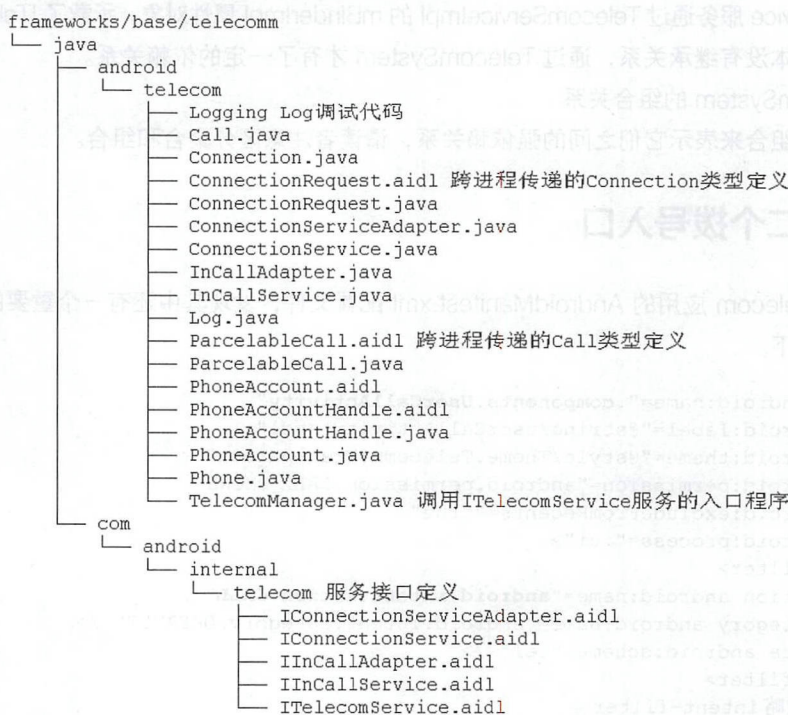 frameworks/base/telecomm
└── java
    ├── android
    │   └── telecom
    │       ├── Logging Log调试代码
    │       ├── Call.java
    │       ├── Connection.java
    │       ├── ConnectionRequest.aidl 跨进程传递的Connection类型定义
    │       ├── ConnectionRequest.java
    │       ├── ConnectionServiceAdapter.java
    │       ├── ConnectionService.java
    │       ├── InCallAdapter.java
    │       ├── InCallService.java
    │       ├── Log.java
    │       ├── ParcelableCall.aidl 跨进程传递的Call类型定义
    │       ├── ParcelableCall.java
    │       ├── PhoneAccount.aidl
    │       ├── PhoneAccountHandle.aidl
    │       ├── PhoneAccountHandle.java
    │       ├── PhoneAccount.java
    │       ├── Phone.java
    │       └── TelecomManager.java 调用ITelecomService服务的入口程序
    └── com
        └── android
            └── internal
                └── telecom 服务接口定义
                    ├── IConnectionServiceAdapter.aidl
                    ├── IConnectionService.aidl
                    ├── IInCallAdapter.aidl
                    ├── IInCallService.aidl
                    └── ITelecomService.aidl